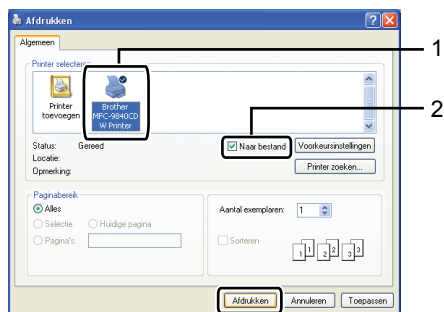 Afdrukken
Algemeen
1
Printer selecteren
Printer toevoegen
Brother MFC-9840CD W Printer
2
Status: Gereed
Naar bestand
Voorkeursinstellingen
Locatie:
Opmerking:
Printer zoeken...
Paginabereik
Alles
Selectie
Huidige pagina
Pagina's:
Aantal exemplaren: 1
Sorteren
1 1 2 2 3 3
Afdrukken
Annuleren
Toepassen